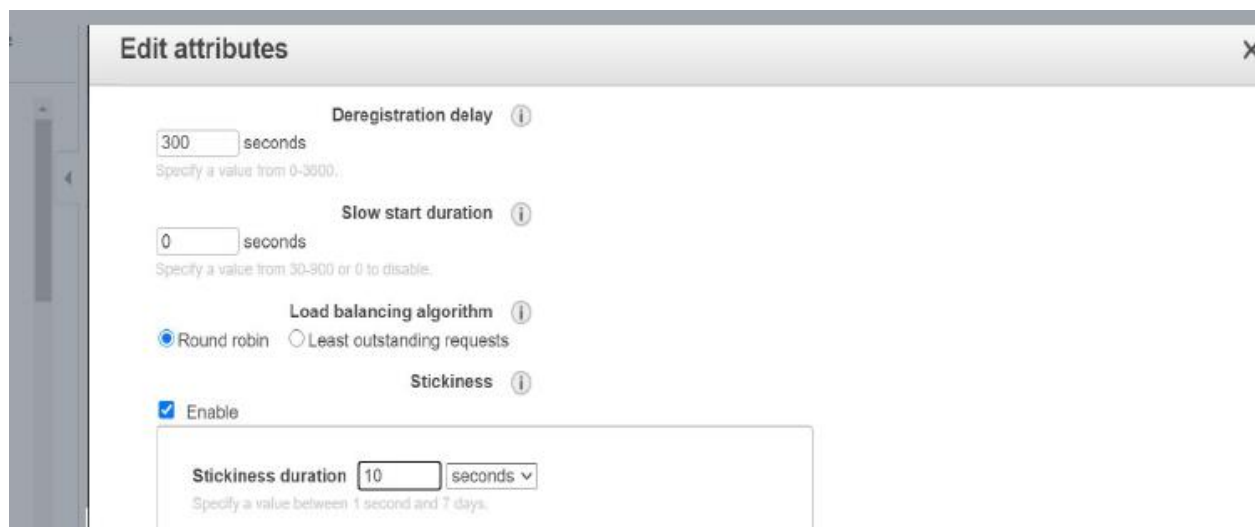 Edit attributes
Deregistration delay
300 seconds
Specify a value from 0-3600.
Slow start duration
0 seconds
Specify a value from 30-900 or 0 to disable.
Load balancing algorithm
Round robin Least outstanding requests
Stickiness
Enable
Stickiness duration 10 seconds
Specify a value between 1 second and 7 days.